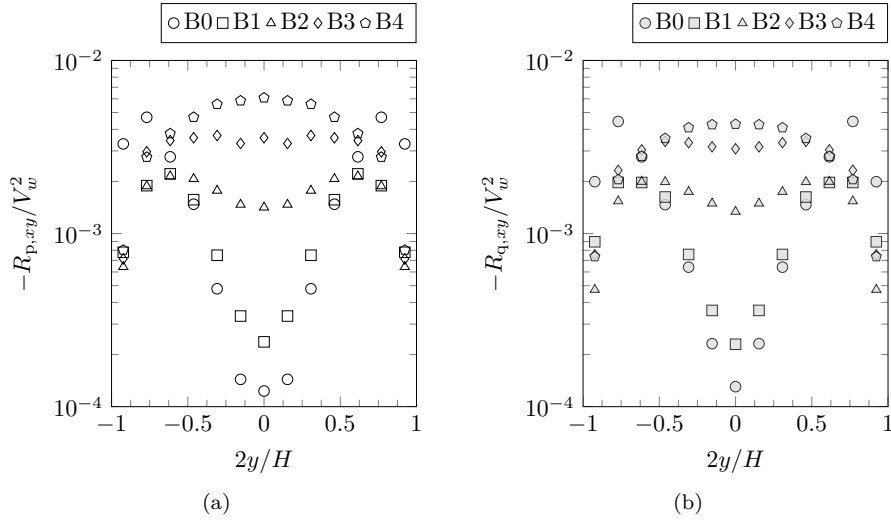 B0 B1 B2 B3 B4
10^{-2}
10^{-3}
10^{-4}
-R_{p,xy}/V_w^2
−1 −0.5 0 0.5 1
2y/H
(a)
B0 B1 B2 B3 B4
10^{-2}
10^{-3}
10^{-4}
-R_{q,xy}/V_w^2
−1 −0.5 0 0.5 1
2y/H
(b)